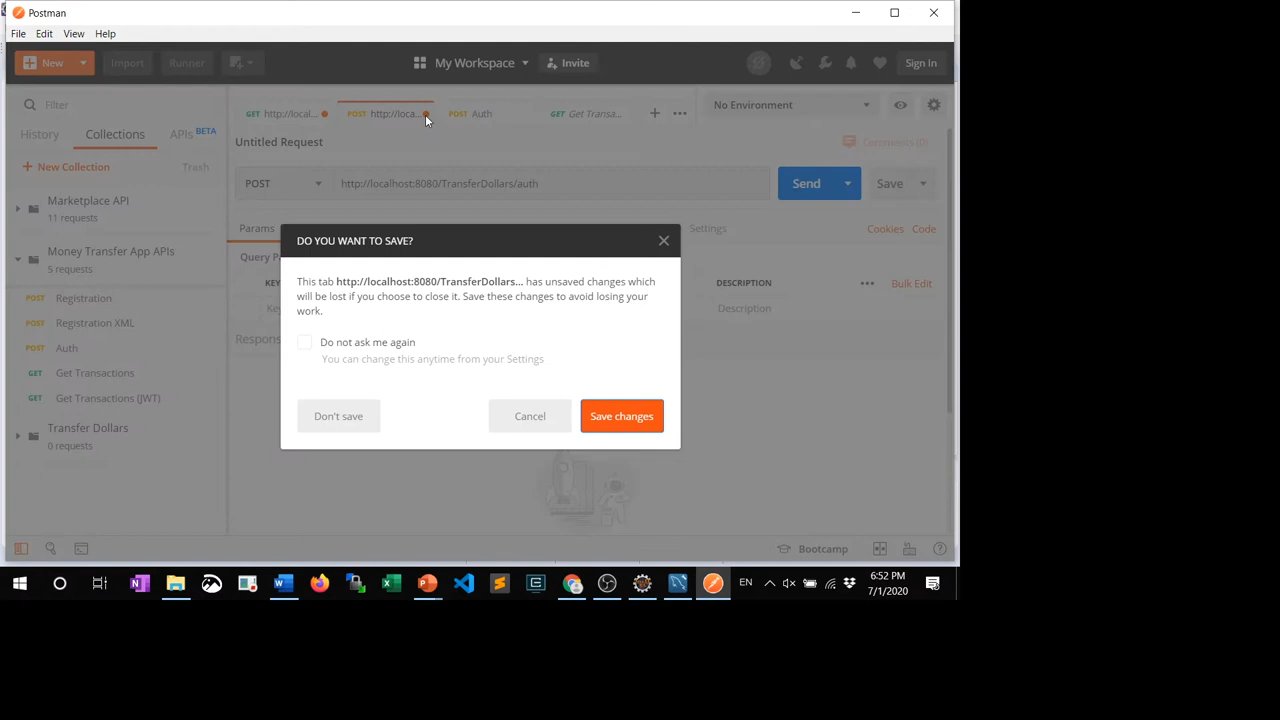 Postman
File Edit View Help
New Import Runner My Workspace Invite Sign In
Filter
History Collections APIs BETA
New Collection Trash
Marketplace API
11 requests
Money Transfer App APIs
5 requests
POST Registration
POST Registration XML
POST Auth
GET Get Transactions
GET Get Transactions (JWT)
Transfer Dollars
0 requests
GET http://local... POST http://loca... POST Auth GET Get Transa...
No Environment
Untitled Request
Comments (0)
POST http://localhost:8080/TransferDollars/auth Send Save
Params Settings Cookies Code
Query Pa
KE DESCRIPTION Bulk Edit
Key Description
Respons
DO YOU WANT TO SAVE?
This tab http://localhost:8080/TransferDollars... has unsaved changes which
will be lost if you choose to close it. Save these changes to avoid losing your
work.
Do not ask me again
You can change this anytime from your Settings
Don't save Cancel Save changes
Bootcamp
EN
6:52 PM
7/1/2020